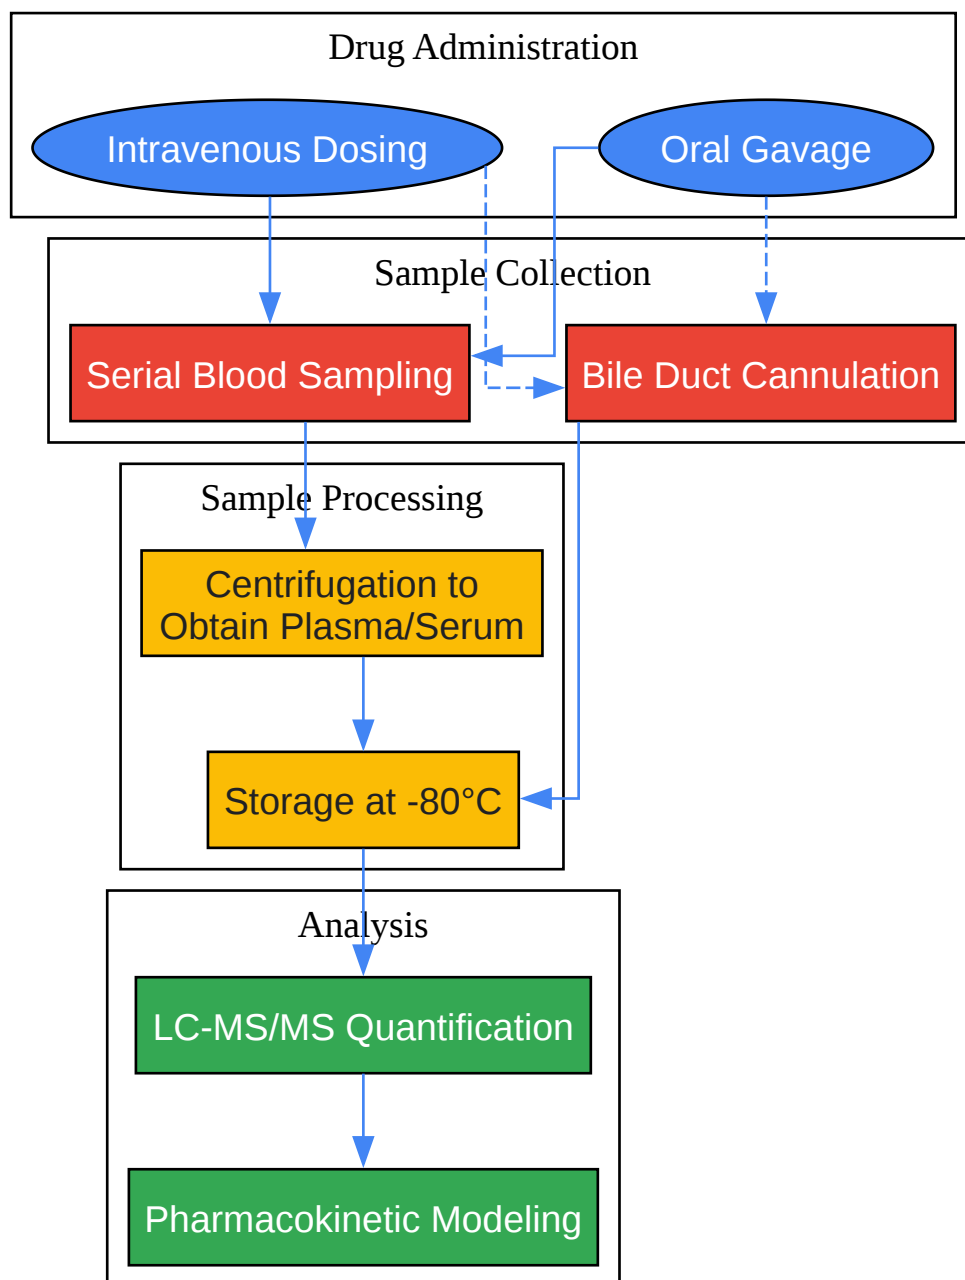 Drug Administration
Intravenous Dosing
Oral Gavage
Sample Collection
Serial Blood Sampling
Bile Duct Cannulation
Sample Processing
Centrifugation to
Obtain Plasma/Serum
Storage at -80°C
Analysis
LC-MS/MS Quantification
Pharmacokinetic Modeling